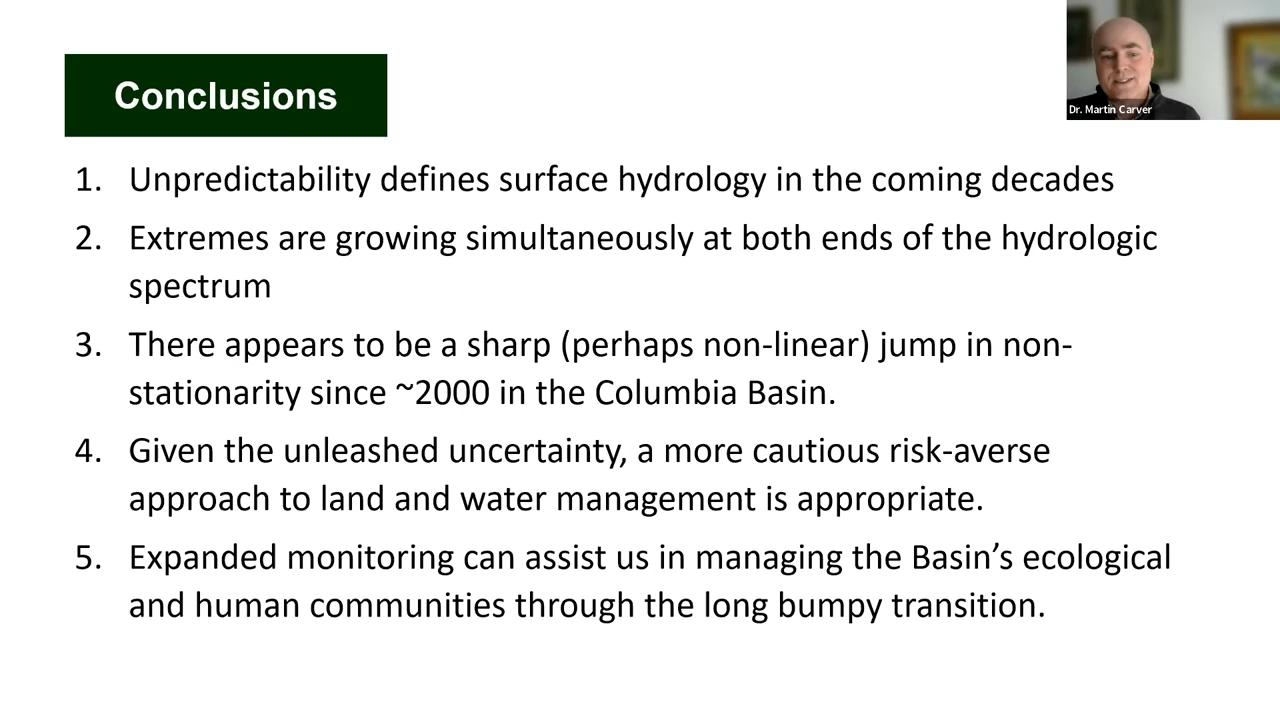 Conclusions
Dr. Martin Carver
1. Unpredictability defines surface hydrology in the coming decades
2. Extremes are growing simultaneously at both ends of the hydrologic
spectrum
3. There appears to be a sharp (perhaps non-linear) jump in non-
stationarity since ~2000 in the Columbia Basin.
4. Given the unleashed uncertainty, a more cautious risk-averse
approach to land and water management is appropriate.
5. Expanded monitoring can assist us in managing the Basin’s ecological
and human communities through the long bumpy transition.